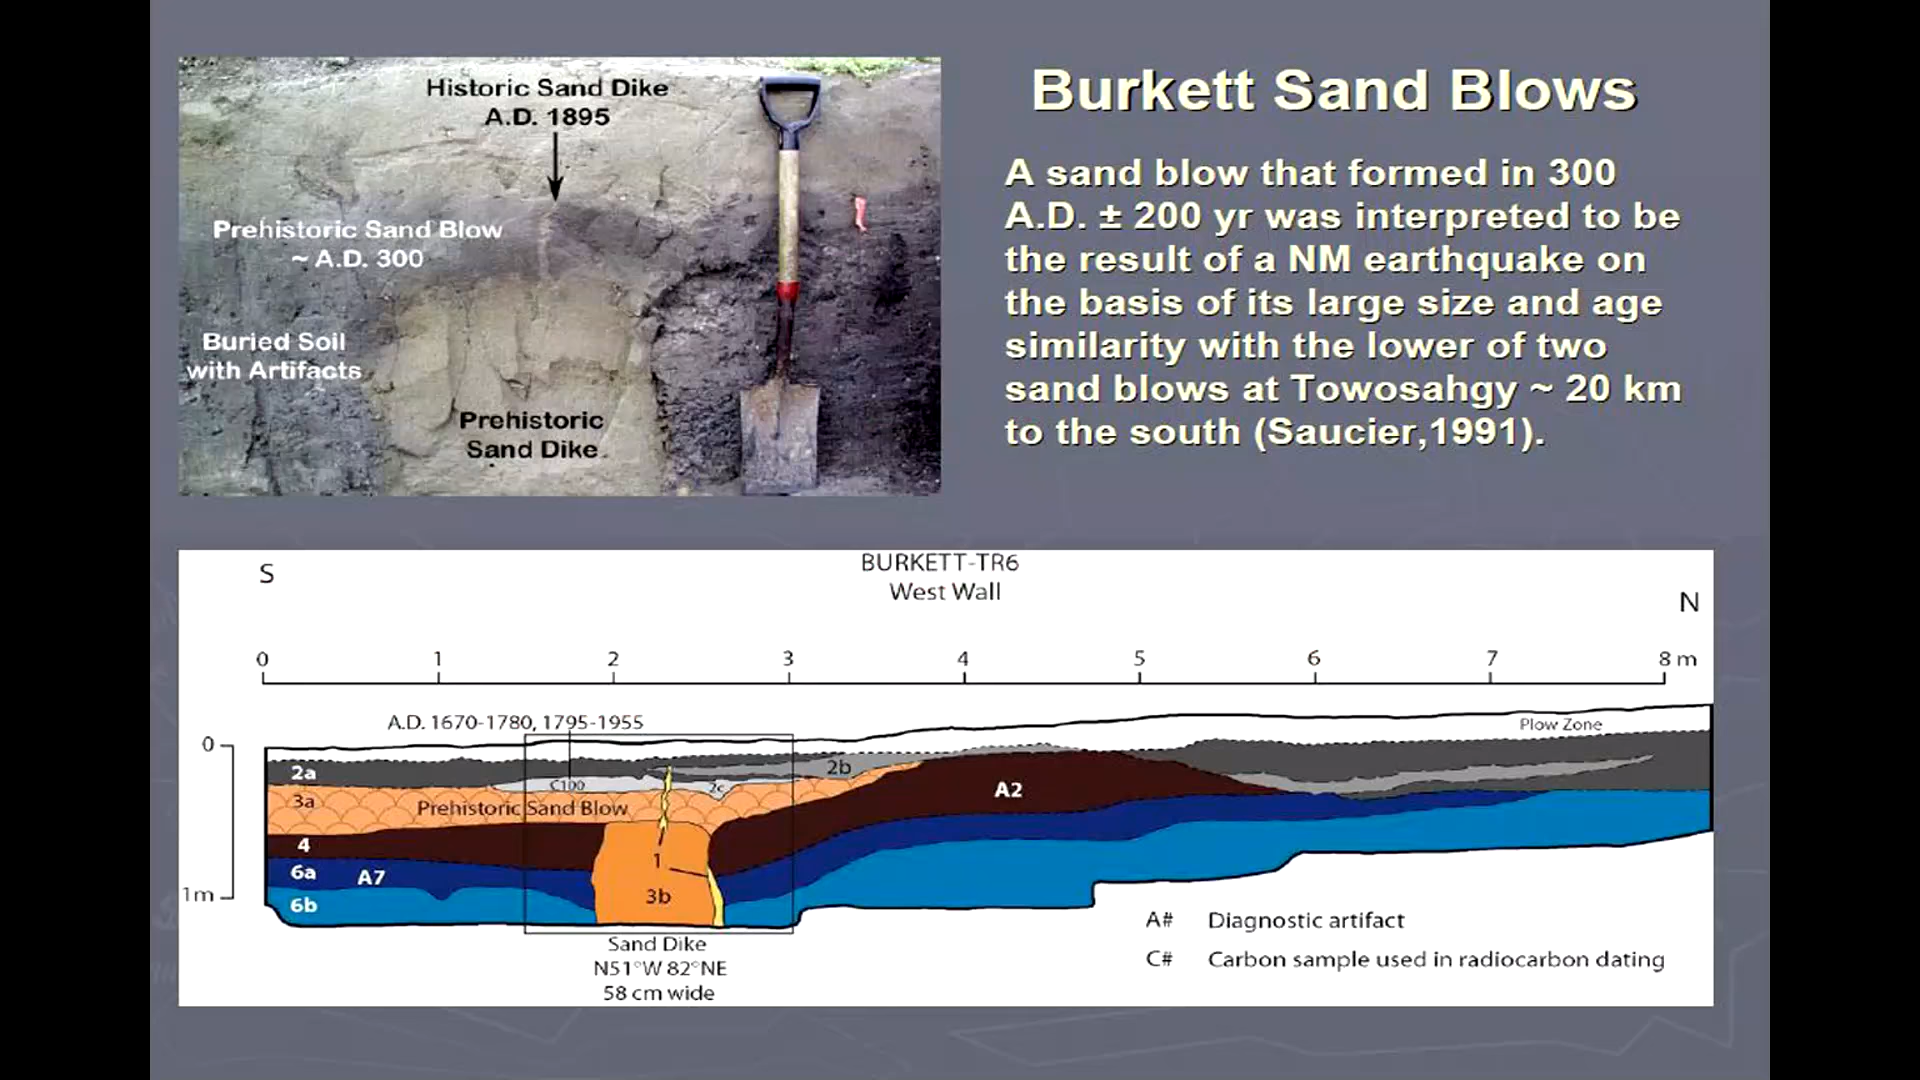 Historic Sand Dike
A.D. 1895
Prehistoric Sand Blow
~ A.D. 300
Buried Soil
with Artifacts
Prehistoric
Sand Dike
Burkett Sand Blows
A sand blow that formed in 300
A.D. ± 200 yr was interpreted to be
the result of a NM earthquake on
the basis of its large size and age
similarity with the lower of two
sand blows at Towosahgy ~ 20 km
to the south (Saucier,1991).
BURKETT-TR6
West Wall
S
N
0 1 2 3 4 5 6 7 8 m
A.D. 1670-1780, 1795-1955
Plow Zone
0
2a
2b
C100
2c
3a
Prehistoric Sand Blow
A2
4
1
6a
A7
3b
1m
6b
Sand Dike
N51°W 82°NE
58 cm wide
A# Diagnostic artifact
C# Carbon sample used in radiocarbon dating